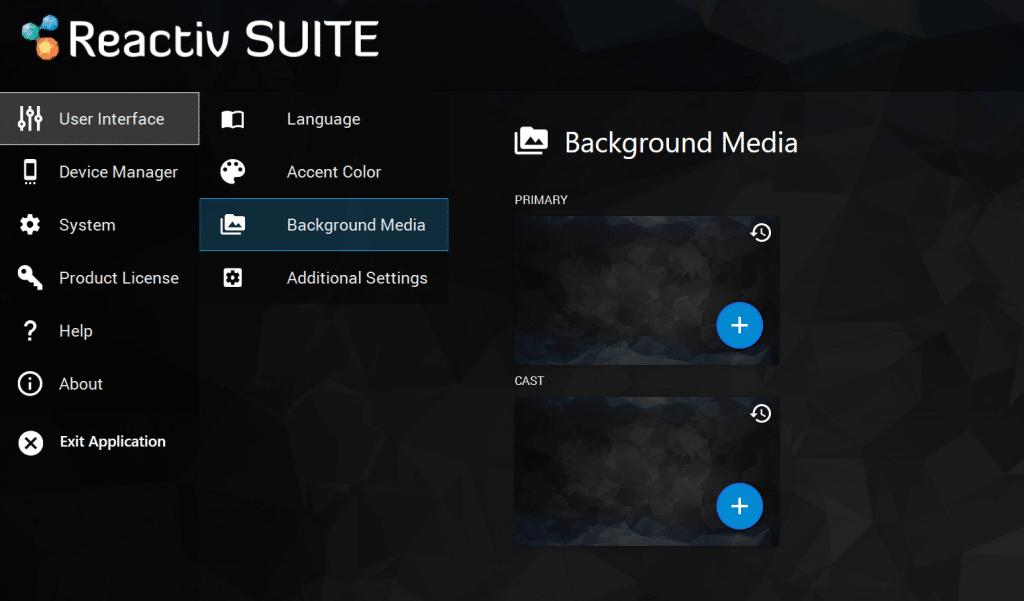 Reactiv SUITE
User Interface
Device Manager
System
Product License
Help
About
Exit Application
Language
Accent Color
Background Media
Additional Settings
Background Media
PRIMARY
CAST